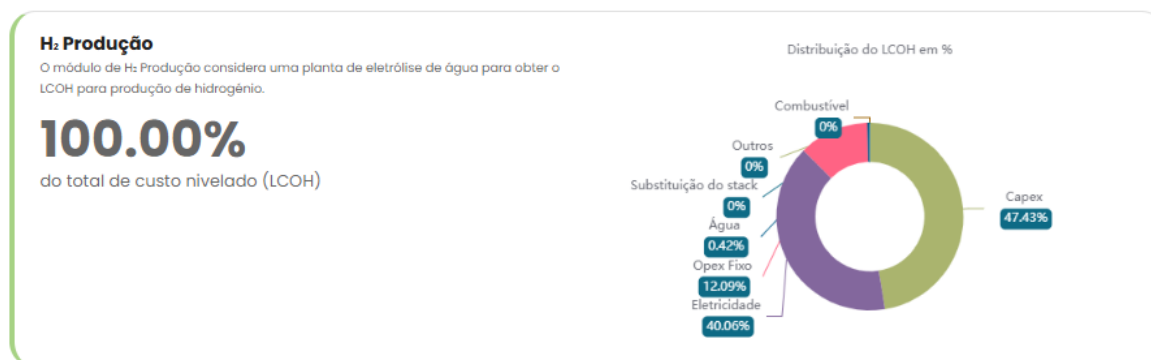 H₂ Produção
O módulo de H₂ Produção considera uma planta de eletrólise de água para obter o
LCOH para produção de hidrogénio.
100.00%
do total de custo nivelado (LCOH)
Distribuição do LCOH em %
Combustível
0%
Outros
0%
Substituição do stack
0%
Água
0.42%
Opex Fixo
12.09%
Eletricidade
40.06%
Capex
47.43%